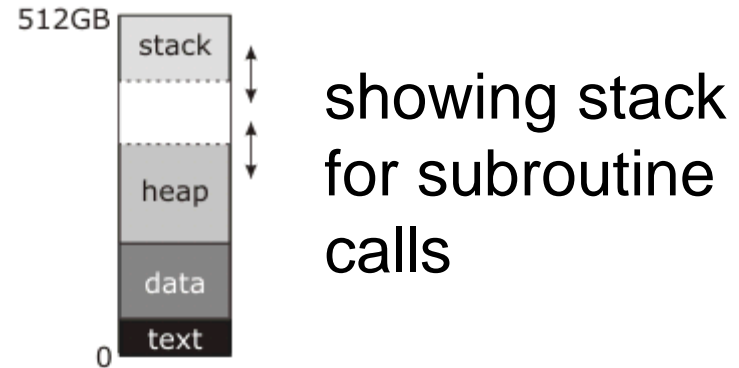 512GB
stack
heap
data
text
0
showing stack
for subroutine
calls